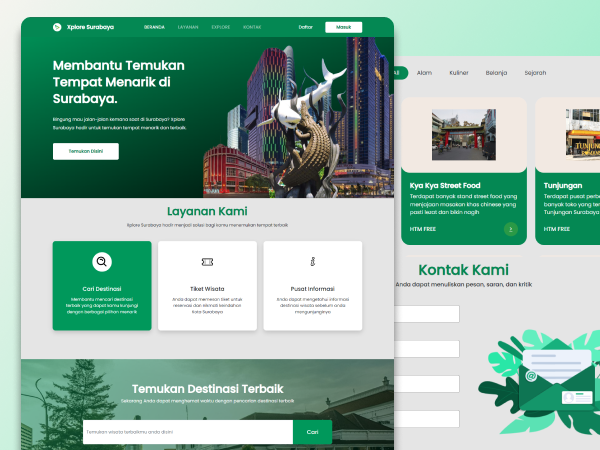 Xplore Surabaya
BERANDA
LAYANAN
EXPLORE
KONTAK
Daftar
Masuk
Membantu Temukan
Tempat Menarik di
Surabaya.
Bingung mau jalan-jalan kemana saat di Surabaya? Xplore
Surabaya hadir untuk temukan tempat menarik dan terbaik
Temukan Disini
Layanan Kami
Xplore Surabaya hadir menjadi solusi bagi kamu menemukan tempat terbaik
Cari Destinasi
Membantu mencari destinasi
terbaik yang dapat kamu kunjungi
dengan berbagai pilihan menarik
Tiket Wisata
Anda dapat memesan tiket untuk
reservasi dan nikmati keindahan
Kota Surabaya
Pusat Informasi
Anda dapat mengetahui informasi
destinasi wisata sebelum anda
mengunjunginya
Temukan Destinasi Terbaik
Sekarang Anda dapat menghemat waktu dengan pencarian destinasi terbaik
Temukan wisata terbaikmu anda disini
Cari
All
Alam
Kuliner
Belanja
Sejarah
Kya Kya Street Food
Terdapat banyak stand street food yang
menyajian masakan khas chinese yang
pasti lezat dan bikin nagih
HTM FREE
Tunjungan
Terdapat pusat perbe
banyak toko yang ter
Tunjungan Surabaya
HTM FREE
Kontak Kami
Anda dapat menuliskan pesan, saran, dan kritik